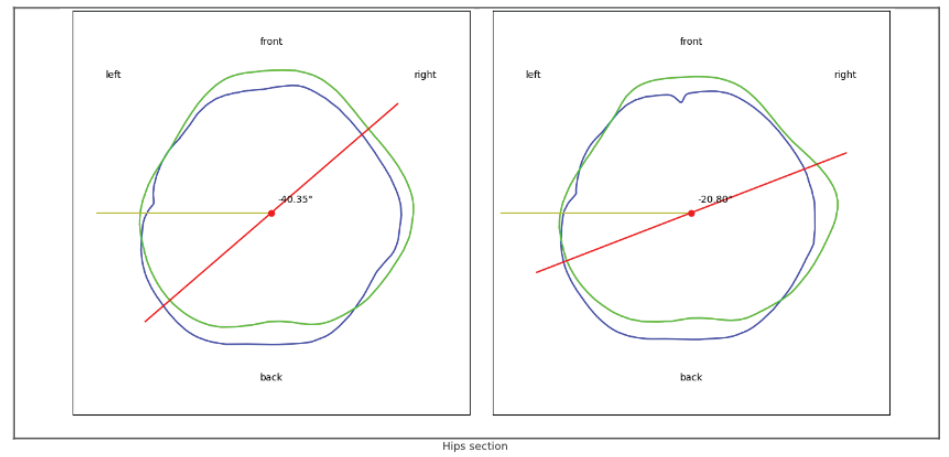 front
front
left
right
left
right
-40.35°
-20.80°
back
back
Hips section